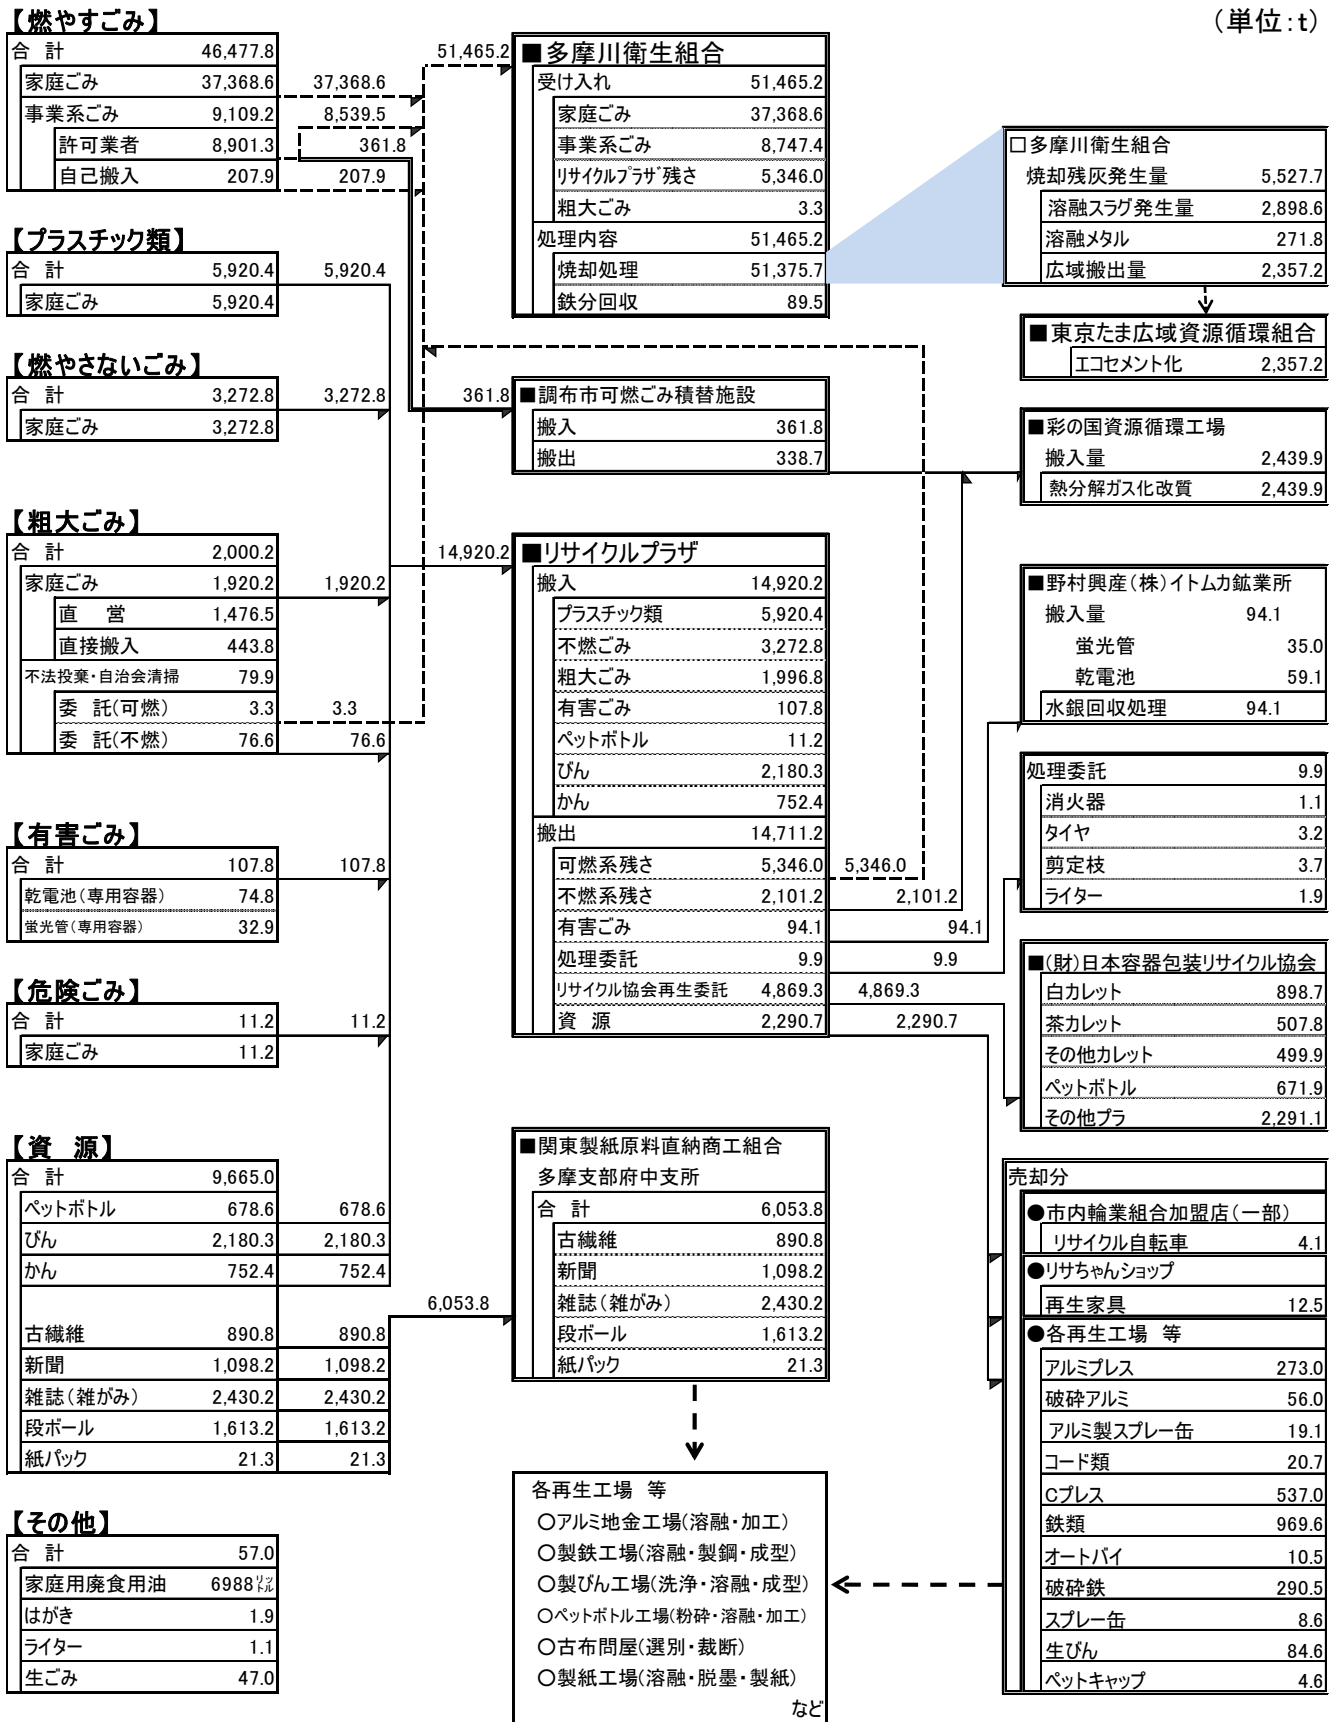 (単位:t)
【燃やすごみ】
合 計 46,477.8
家庭ごみ 37,368.6 37,368.6
事業系ごみ 9,109.2 8,539.5
許可業者 8,901.3 361.8
自己搬入 207.9 207.9
【プラスチック類】
合 計 5,920.4 5,920.4
家庭ごみ 5,920.4
【燃やさないごみ】
合 計 3,272.8 3,272.8
家庭ごみ 3,272.8
【粗大ごみ】
合 計 2,000.2
家庭ごみ 1,920.2 1,920.2
直 営 1,476.5
直接搬入 443.8
不法投棄・自治会清掃 79.9
委 託(可燃) 3.3 3.3
委 託(不燃) 76.6 76.6
【有害ごみ】
合 計 107.8 107.8
乾電池(専用容器) 74.8
蛍光管(専用容器) 32.9
【危険ごみ】
合 計 11.2 11.2
家庭ごみ 11.2
【資 源】
合 計 9,665.0
ペットボトル 678.6 678.6
びん 2,180.3 2,180.3
かん 752.4 752.4
古繊維 890.8 890.8
新聞 1,098.2 1,098.2
雑誌(雑がみ) 2,430.2 2,430.2
段ボール 1,613.2 1,613.2
紙パック 21.3 21.3
【その他】
合 計 57.0
家庭用廃食用油 6988リットル
はがき 1.9
ライター 1.1
生ごみ 47.0
51,465.2
■多摩川衛生組合
受け入れ 51,465.2
家庭ごみ 37,368.6
事業系ごみ 8,747.4
リサイクルプラザ残さ 5,346.0
粗大ごみ 3.3
処理内容 51,465.2
焼却処理 51,375.7
鉄分回収 89.5
361.8
■調布市可燃ごみ積替施設
搬入 361.8
搬出 338.7
14,920.2
■リサイクルプラザ
搬入 14,920.2
プラスチック類 5,920.4
不燃ごみ 3,272.8
粗大ごみ 1,996.8
有害ごみ 107.8
ペットボトル 11.2
びん 2,180.3
かん 752.4
搬出 14,711.2
可燃系残さ 5,346.0 5,346.0
不燃系残さ 2,101.2 2,101.2
有害ごみ 94.1 94.1
処理委託 9.9 9.9
リサイクル協会再生委託 4,869.3 4,869.3
資 源 2,290.7 2,290.7
6,053.8
■関東製紙原料直納商工組合
多摩支部府中支所
合 計 6,053.8
古繊維 890.8
新聞 1,098.2
雑誌(雑がみ) 2,430.2
段ボール 1,613.2
紙パック 21.3
各再生工場 等
○アルミ地金工場(溶融・加工)
○製鉄工場(溶融・製鋼・成型)
○製びん工場(洗浄・溶融・成型)
○ペットボトル工場(粉砕・溶融・加工)
○古布問屋(選別・裁断)
○製紙工場(溶融・脱墨・製紙)
など
□多摩川衛生組合
焼却残灰発生量 5,527.7
溶融スラグ発生量 2,898.6
溶融メタル 271.8
広域搬出量 2,357.2
■東京たま広域資源循環組合
エコセメント化 2,357.2
■彩の国資源循環工場
搬入量 2,439.9
熱分解ガス化改質 2,439.9
■野村興産(株)イトムカ鉱業所
搬入量 94.1
蛍光管 35.0
乾電池 59.1
水銀回収処理 94.1
処理委託 9.9
消火器 1.1
タイヤ 3.2
剪定枝 3.7
ライター 1.9
■(財)日本容器包装リサイクル協会
白カレット 898.7
茶カレット 507.8
その他カレット 499.9
ペットボトル 671.9
その他プラ 2,291.1
売却分
●市内輪業組合加盟店(一部)
リサイクル自転車 4.1
●リサちゃんショップ
再生家具 12.5
●各再生工場 等
アルミプレス 273.0
破砕アルミ 56.0
アルミ製スプレー缶 19.1
コード類 20.7
Cプレス 537.0
鉄類 969.6
オートバイ 10.5
破砕鉄 290.5
スプレー缶 8.6
生びん 84.6
ペットキャップ 4.6